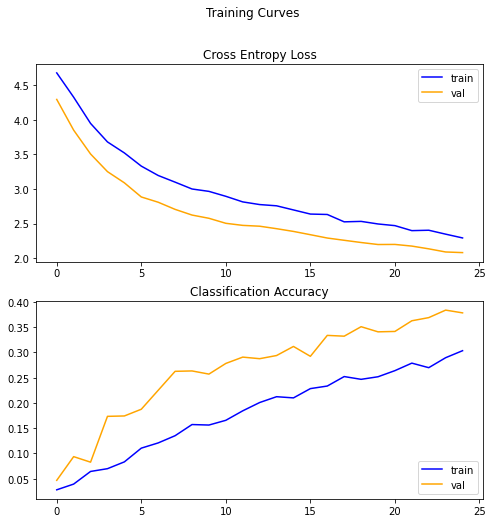 Training Curves
Cross Entropy Loss
train
val
4.5
4.0
3.5
3.0
2.5
2.0
0 5 10 15 20 25
Classification Accuracy
0.40
0.35
0.30
0.25
0.20
0.15
0.10
0.05
train
val
0 5 10 15 20 25